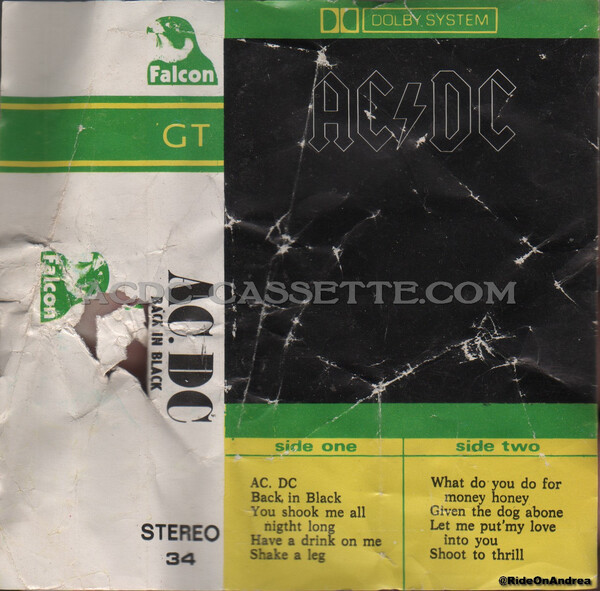 Falcon
GT
Falcon
AC.DC
BACK IN BLACK
STEREO
34
DOLBY SYSTEM
AC/DC
ACDC-CASSETTE.COM
side one
AC. DC
Back in Black
You shook me all
nigtht long
Have a drink on me
Shake a leg
side two
What do you do for
money honey
Given the dog abone
Let me put'my love
into you
Shoot to thrill
@RideOnAndrea